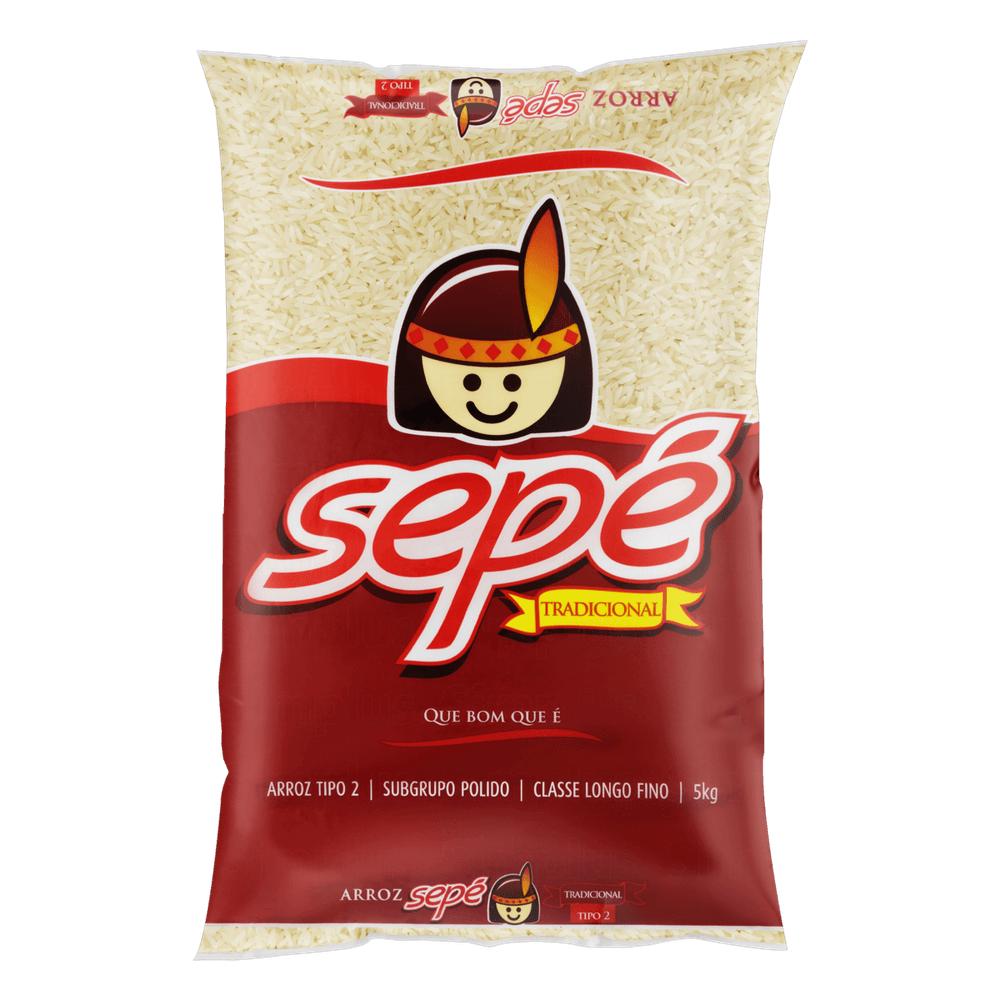 ARROZ sepé
TRADICIONAL
TIPO 2
sepé
TRADICIONAL
QUE BOM QUE É
ARROZ TIPO 2 | SUBGRUPO POLIDO | CLASSE LONGO FINO | 5kg
ARROZ sepé
TRADICIONAL
TIPO 2